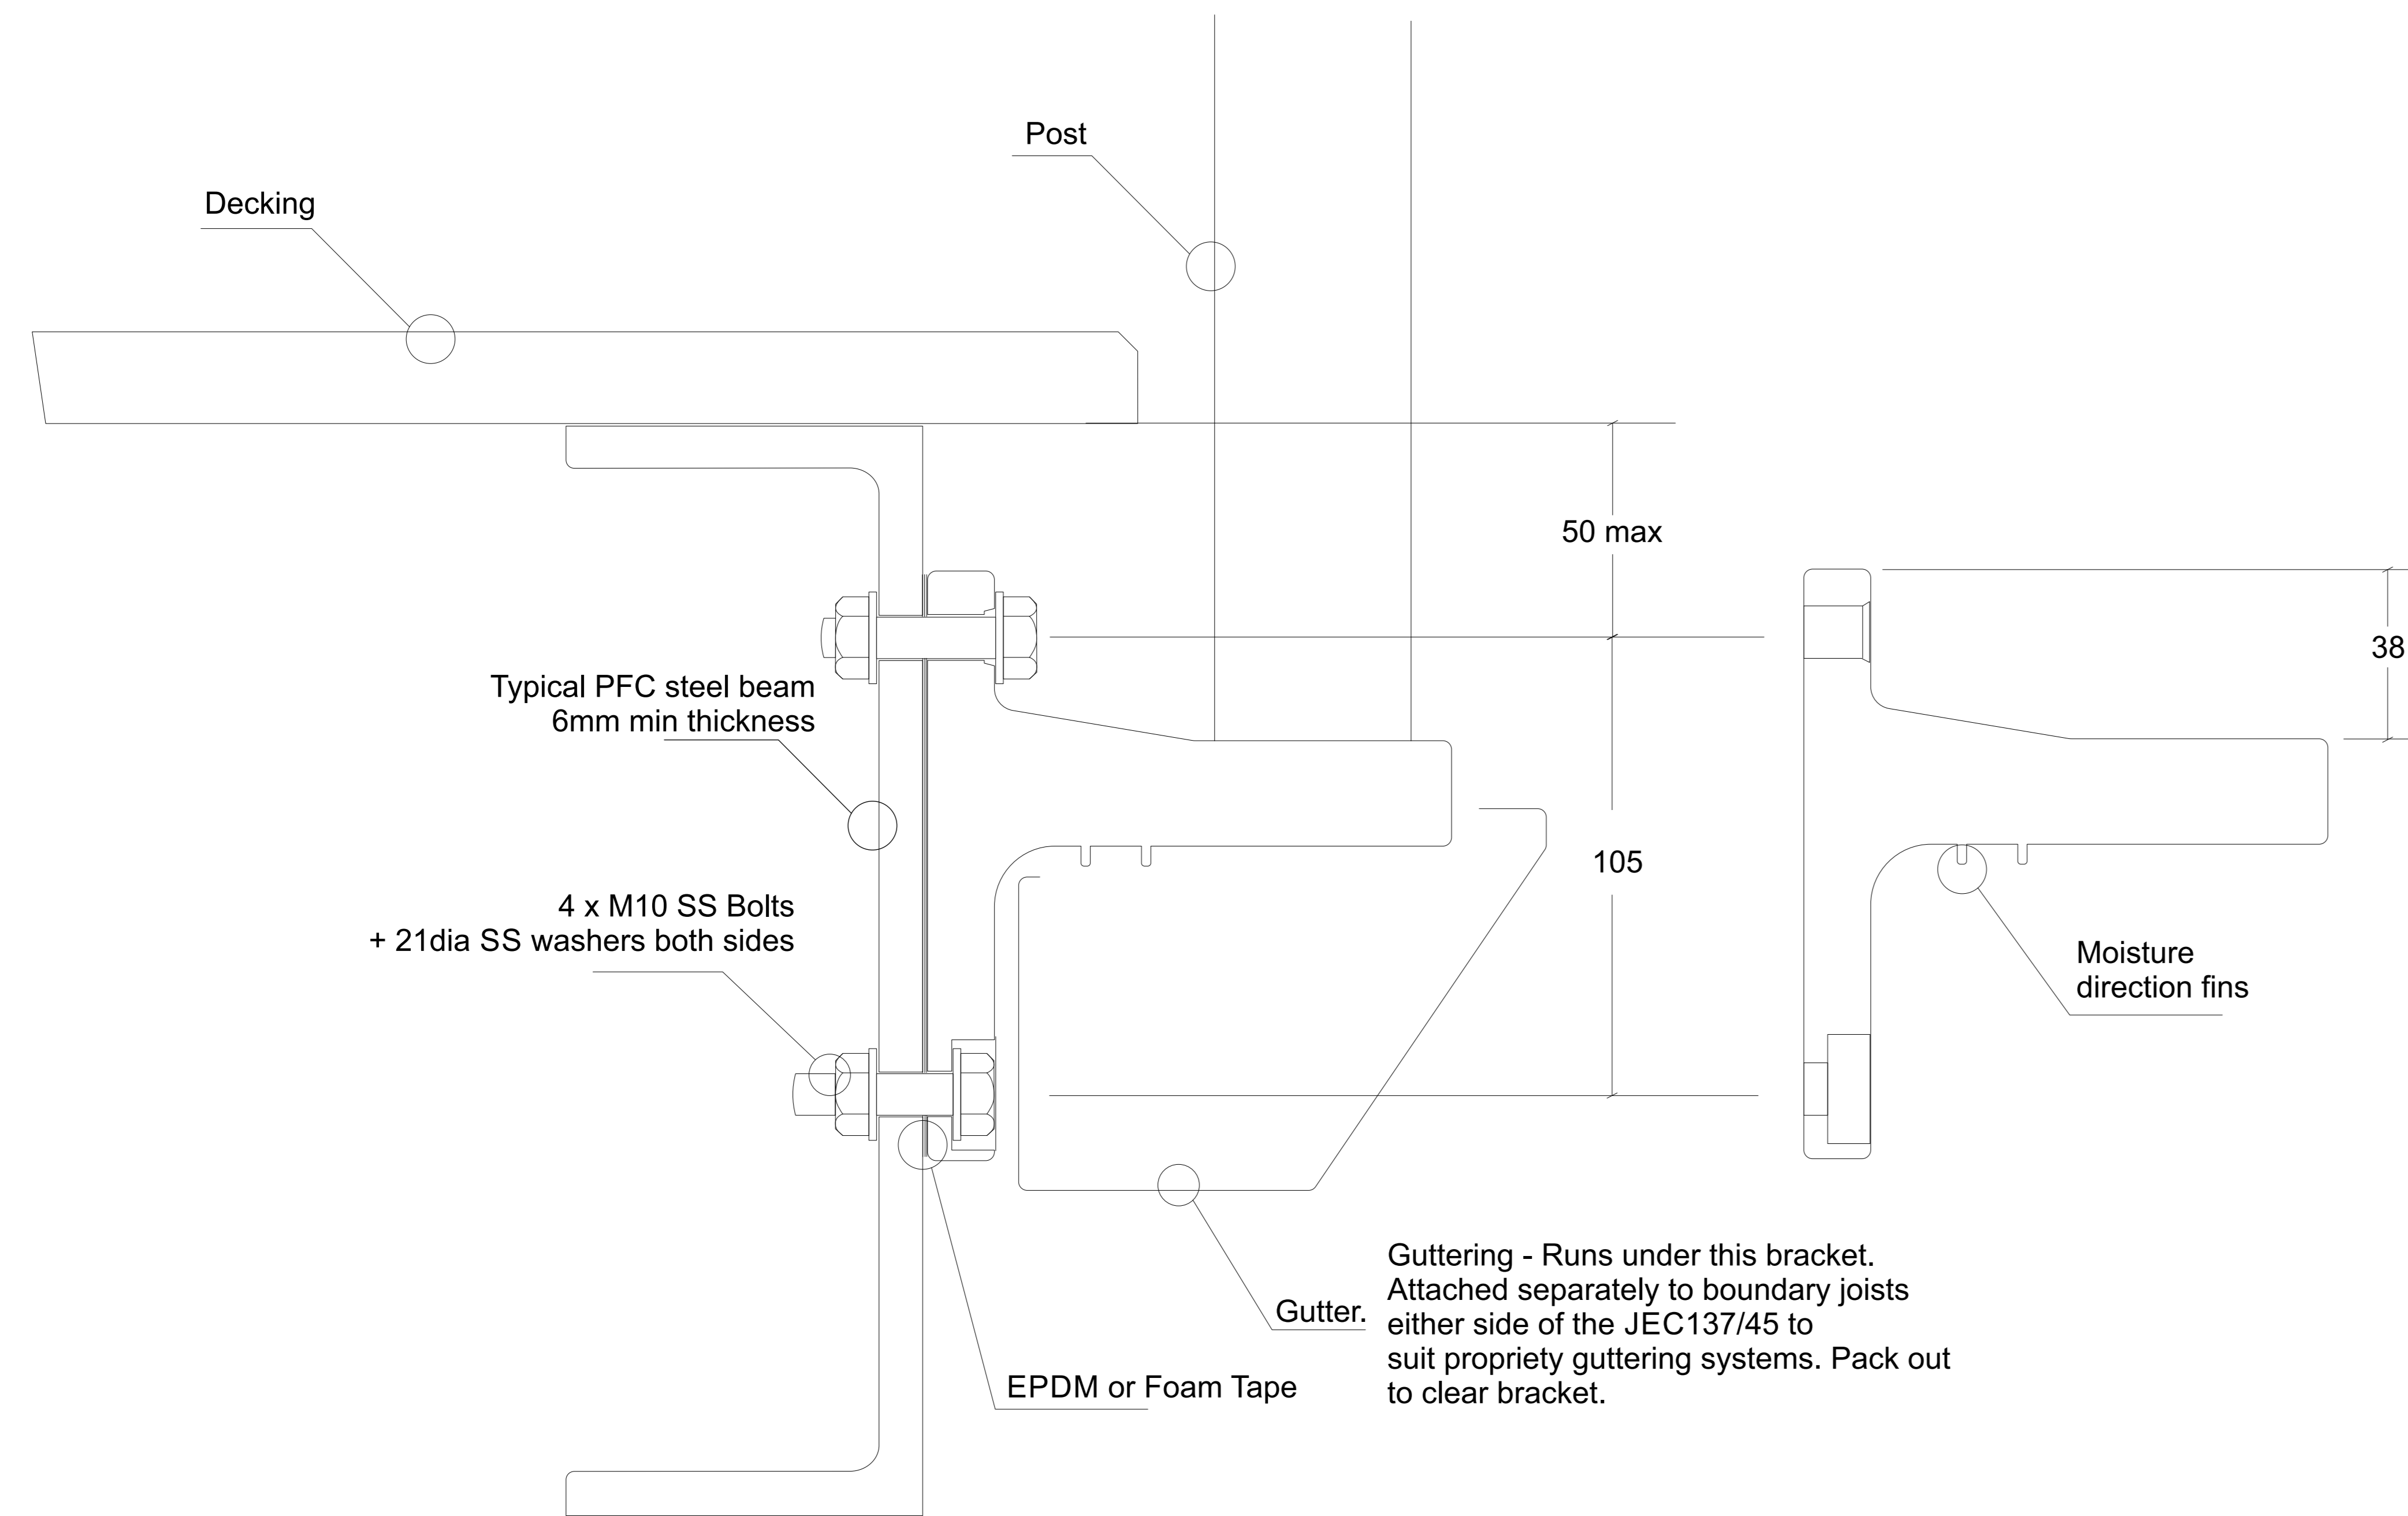 Post
Decking
50 max
38
Typical PFC steel beam
6mm min thickness
105
4 x M10 SS Bolts
+ 21dia SS washers both sides
Moisture
direction fins
Guttering - Runs under this bracket.
Attached separately to boundary joists
either side of the JEC137/45 to
suit propriety guttering systems. Pack out
to clear bracket.
Gutter.
EPDM or Foam Tape